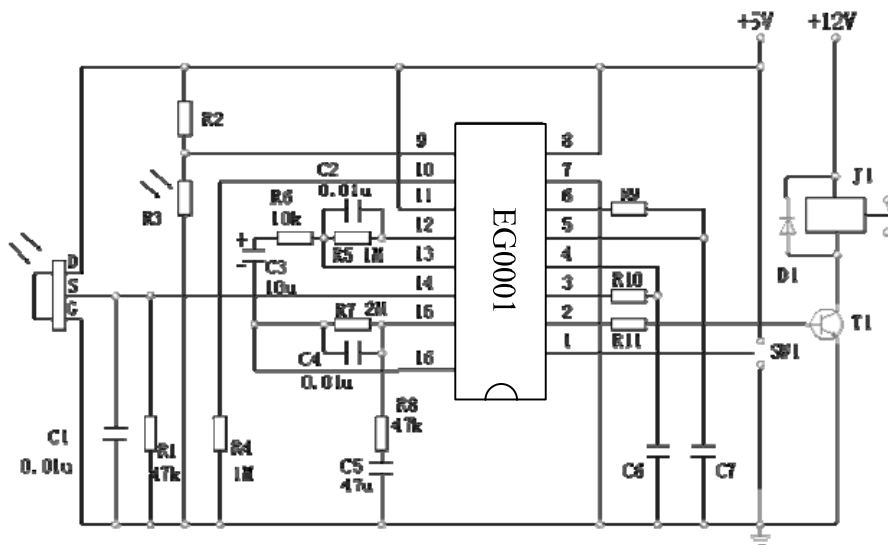 +5V
+12V
R2
9
8
10
7
C2
0.01u
R6
10k
11
6
R9
J1
R3
12
5
R5 1M
13
4
D1
D
S
G
C3
10u
14
3
R10
R7 2M
15
2
R11
T1
C4
0.01u
16
1
SW1
EG0001
R8
47k
C1
0.01u
R1
47k
R4
1M
C5
47u
C6
C7